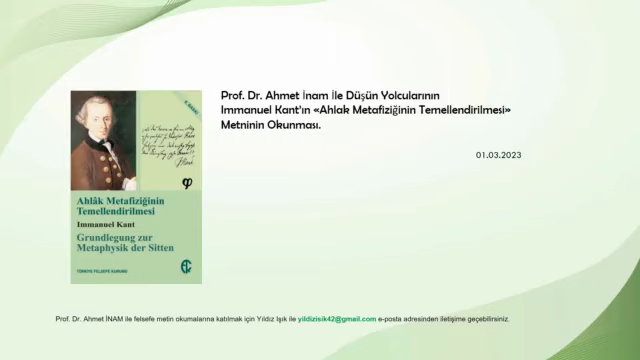 Prof. Dr. Ahmet İnam İle Düşün Yolcularının
Immanuel Kant'ın «Ahlak Metafiziğinin Temellendirilmesi»
Metninin Okunması.
01.03.2023
φ
Ahlâk Metafiziğinin
Temellendirilmesi
Immanuel Kant
Grundlegung zur
Metaphysik der Sitten
TÜRKİYE FELSEFE KURUMU
Prof. Dr. Ahmet İNAM ile felsefe metin okumalarına katılmak için Yıldız Işık ile yildizisik42@gmail.com e-posta adresinden iletişime geçebilirsiniz.